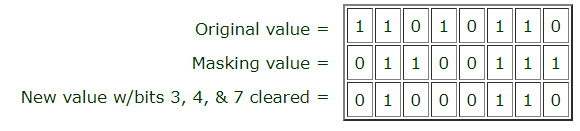 Original value = 1 1 0 1 0 1 1 0
Masking value = 0 1 1 0 0 1 1 1
New value w/bits 3, 4, & 7 cleared = 0 1 0 0 0 1 1 0